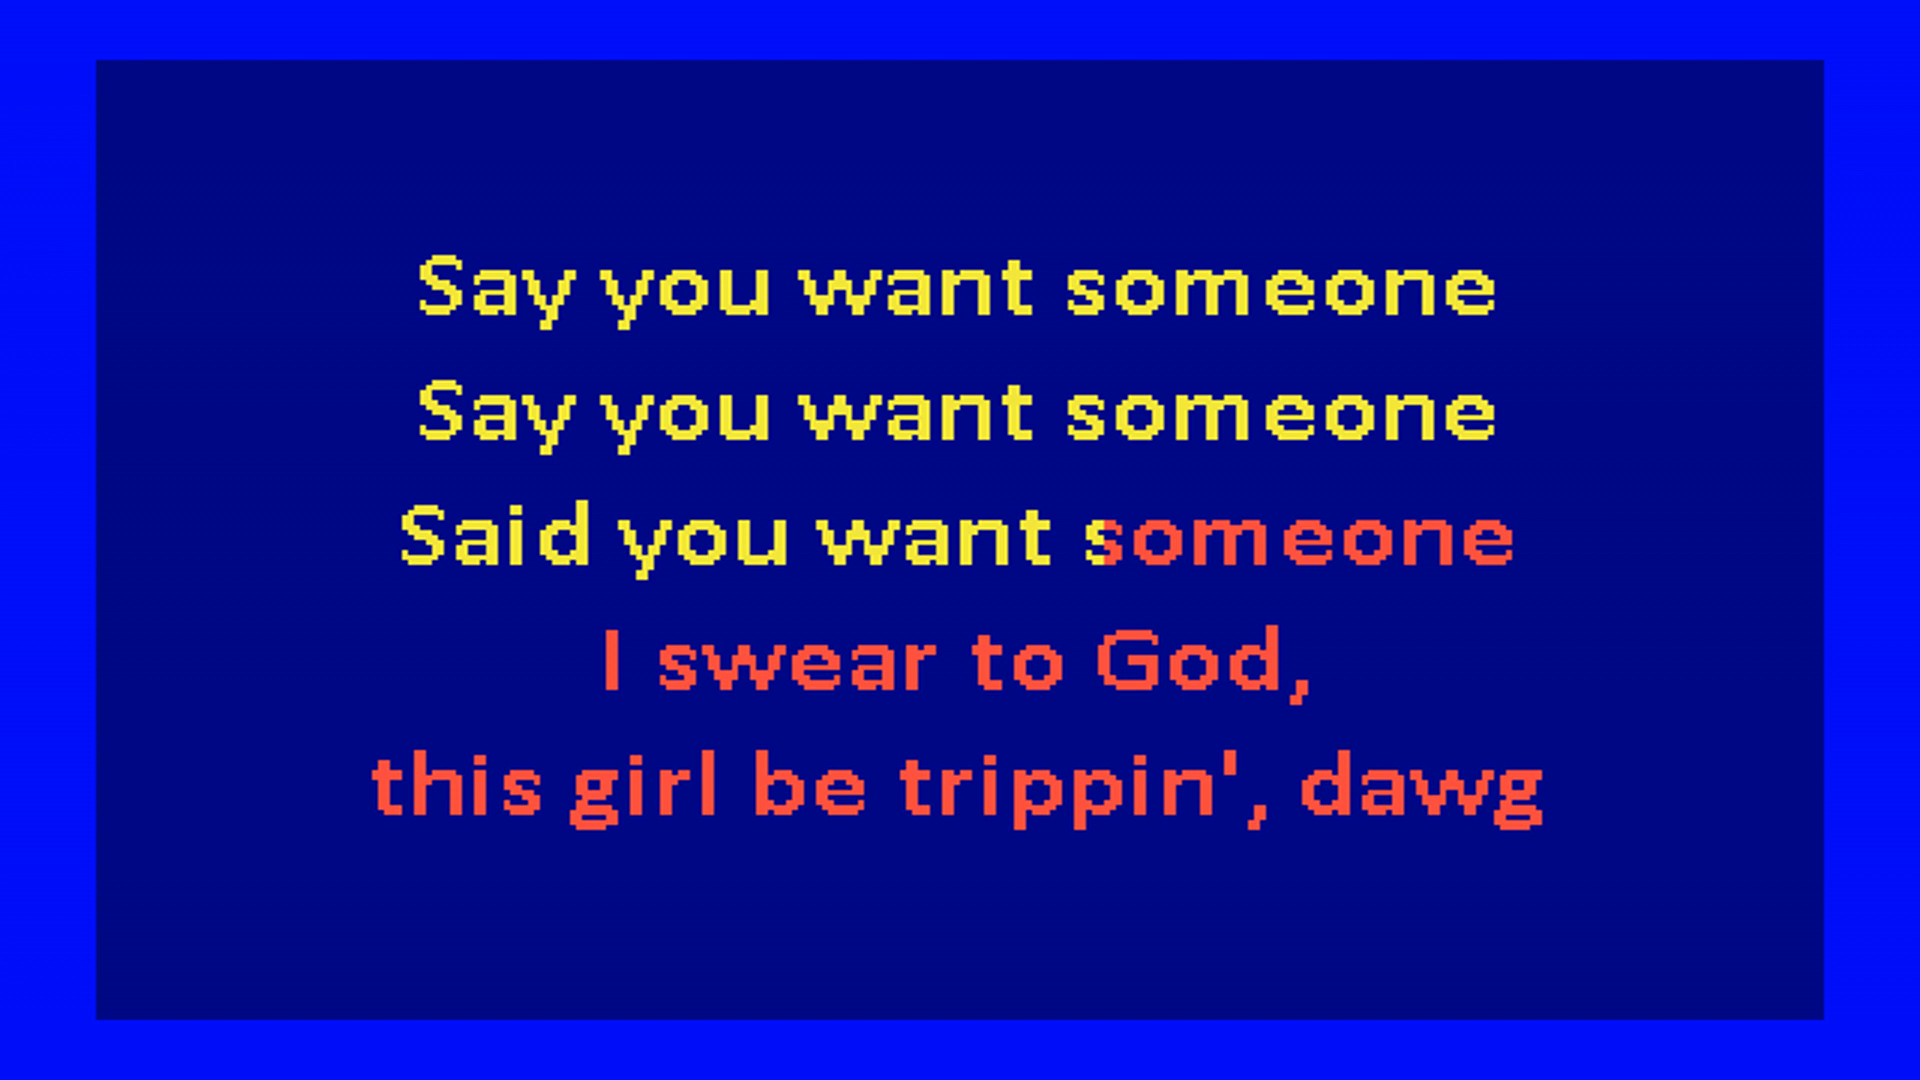 Say you want someone
Say you want someone
Said you want someone
I swear to God,
this girl be trippin', dawg